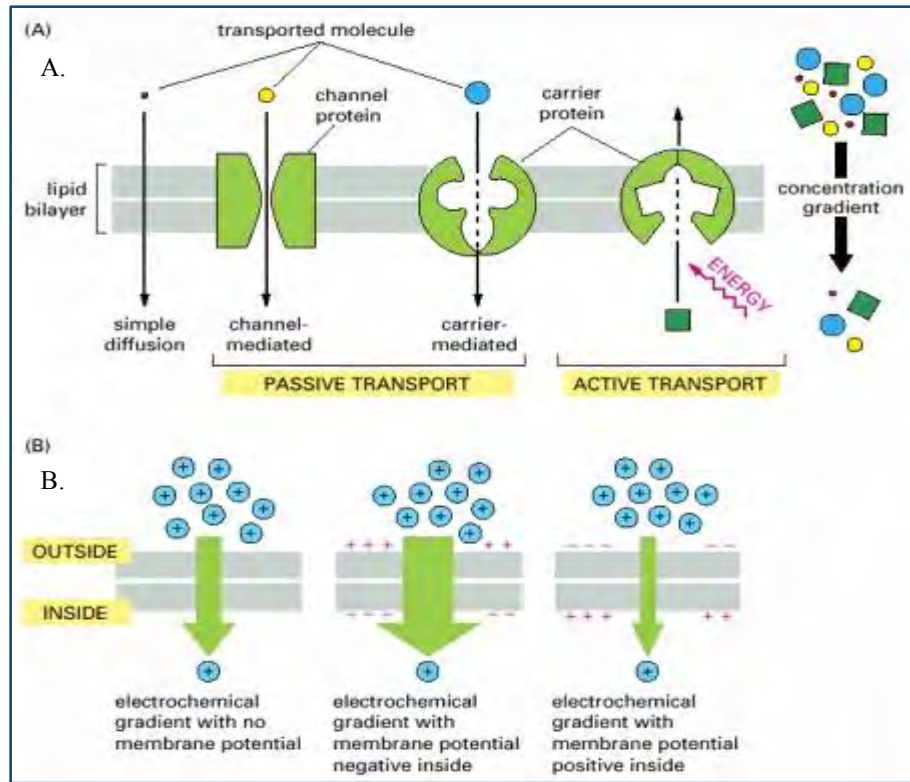 (A)
A.
transported molecule
channel
protein
carrier
protein
lipid
bilayer
concentration
gradient
ENERGY
simple
diffusion
channel-
mediated
carrier-
mediated
PASSIVE TRANSPORT
ACTIVE TRANSPORT
(B)
B.
+ + + + + + + + +
+ + + + + + + + +
+ + + + + + + + +
OUTSIDE
+ + + + +
– – – – –
INSIDE
– – – – –
+ + + + +
+ + +
electrochemical
gradient with no
membrane potential
electrochemical
gradient with
membrane potential
negative inside
electrochemical
gradient with
membrane potential
positive inside